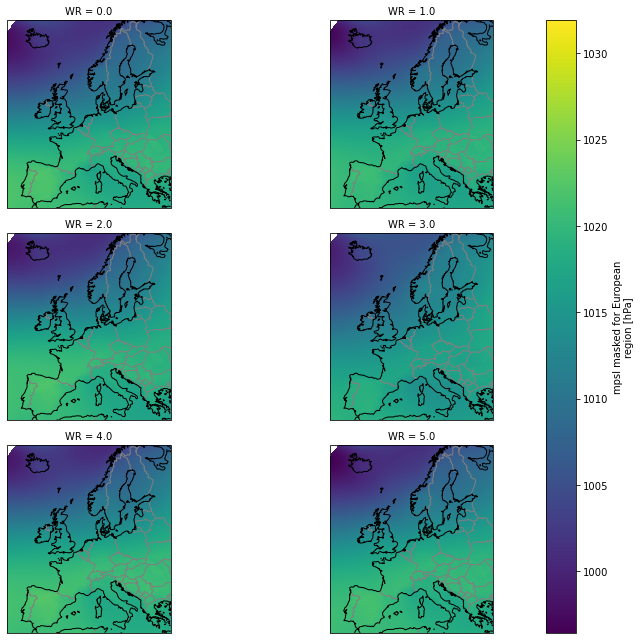 WR = 0.0
WR = 1.0
WR = 2.0
WR = 3.0
WR = 4.0
WR = 5.0
1030
1025
1020
1015
1010
1005
1000
mpsl masked for European
region [hPa]